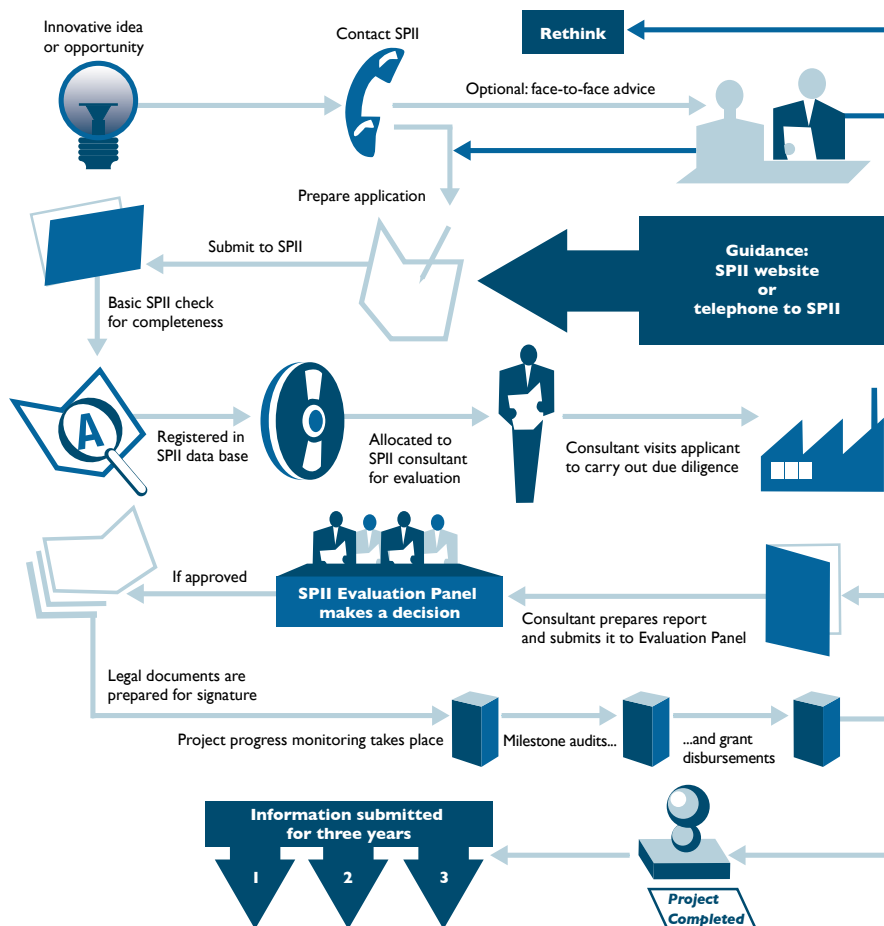 Innovative idea
or opportunity
Contact SPII
Rethink
Optional: face-to-face advice
Prepare application
Submit to SPII
Guidance:
SPII website
or
telephone to SPII
Basic SPII check
for completeness
A
Registered in
SPII data base
Allocated to
SPII consultant
for evaluation
Consultant visits applicant
to carry out due diligence
If approved
SPII Evaluation Panel
makes a decision
Consultant prepares report
and submits it to Evaluation Panel
Legal documents are
prepared for signature
Project progress monitoring takes place
Milestone audits...
...and grant
disbursements
Information submitted
for three years
1
2
3
Project
Completed